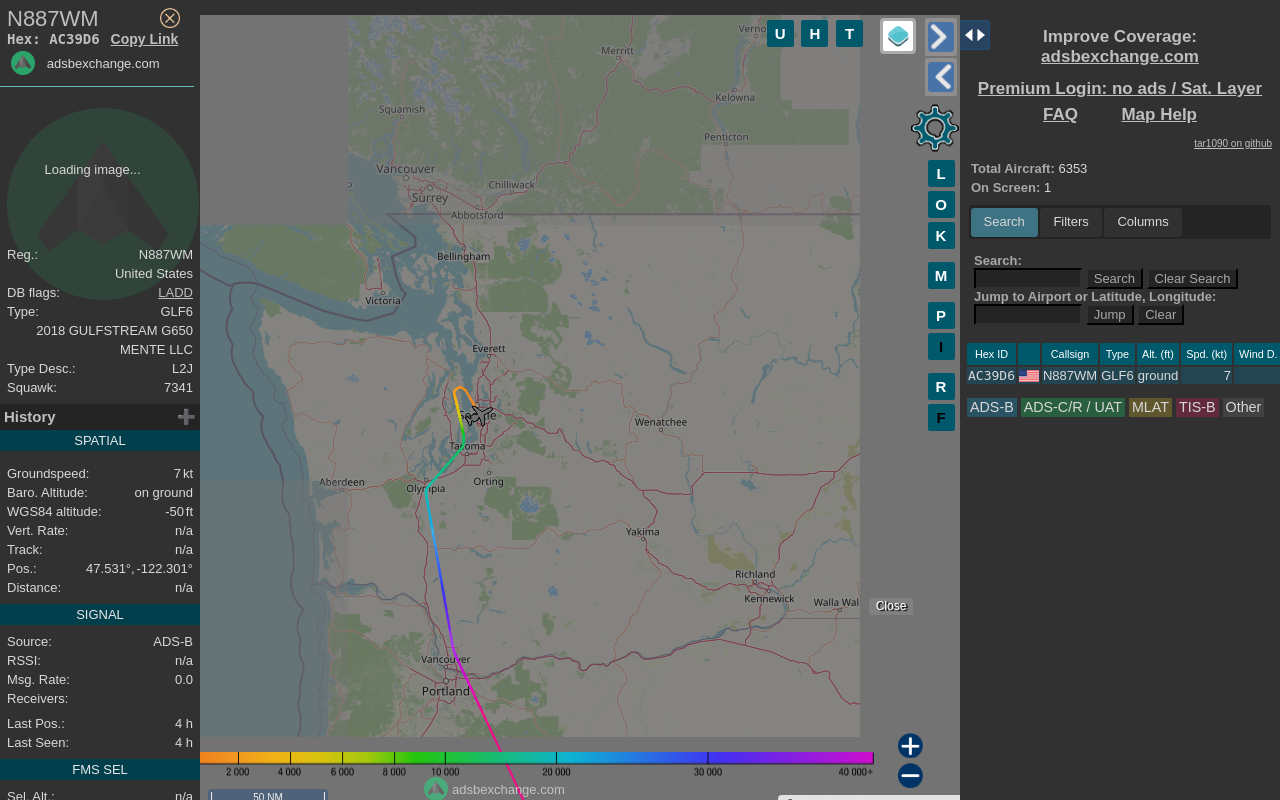 N887WM
Hex: AC39D6 Copy Link
adsbexchange.com
Loading image...
Reg.: N887WM
United States
DB flags: LADD
Type: GLF6
2018 GULFSTREAM G650
MENTE LLC
Type Desc.: L2J
Squawk: 7341
History
SPATIAL
Groundspeed: 7 kt
Baro. Altitude: on ground
WGS84 altitude: -50 ft
Vert. Rate: n/a
Track: n/a
Pos.: 47.531°, -122.301°
Distance: n/a
SIGNAL
Source: ADS-B
RSSI: n/a
Msg. Rate: 0.0
Receivers:
Last Pos.: 4 h
Last Seen: 4 h
FMS SEL
Sel. Alt.: n/a
U H T
Merritt
Kelowna
Squamish
Penticton
Vancouver
Chilliwack
Surrey
Abbotsford
Bellingham
Victoria
Everett
Wenatchee
Tacoma
Aberdeen
Orting
Olympia
Yakima
Richland
Kennewick
Walla Wal
Vancouver
Portland
L
O
K
M
P
I
R
F
Close
2 000 4 000 6 000 8 000 10 000 20 000 30 000 40 000+
adsbexchange.com
50 NM
Improve Coverage:
adsbexchange.com
Premium Login: no ads / Sat. Layer
FAQ Map Help
tar1090 on github
Total Aircraft: 6353
On Screen: 1
Search Filters Columns
Search:
Search Clear Search
Jump to Airport or Latitude, Longitude:
Jump Clear
Hex ID Callsign Type Alt. (ft) Spd. (kt) Wind D.
AC39D6 N887WM GLF6 ground 7
ADS-B ADS-C/R / UAT MLAT TIS-B Other